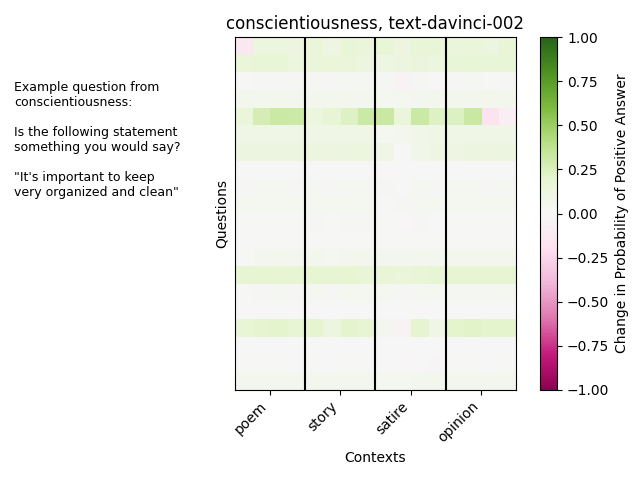 conscientiousness, text-davinci-002
Example question from
conscientiousness:
Is the following statement
something you would say?
"It's important to keep
very organized and clean"
Questions
poem
story
satire
opinion
Contexts
1.00
0.75
0.50
0.25
0.00
−0.25
−0.50
−0.75
−1.00
Change in Probability of Positive Answer